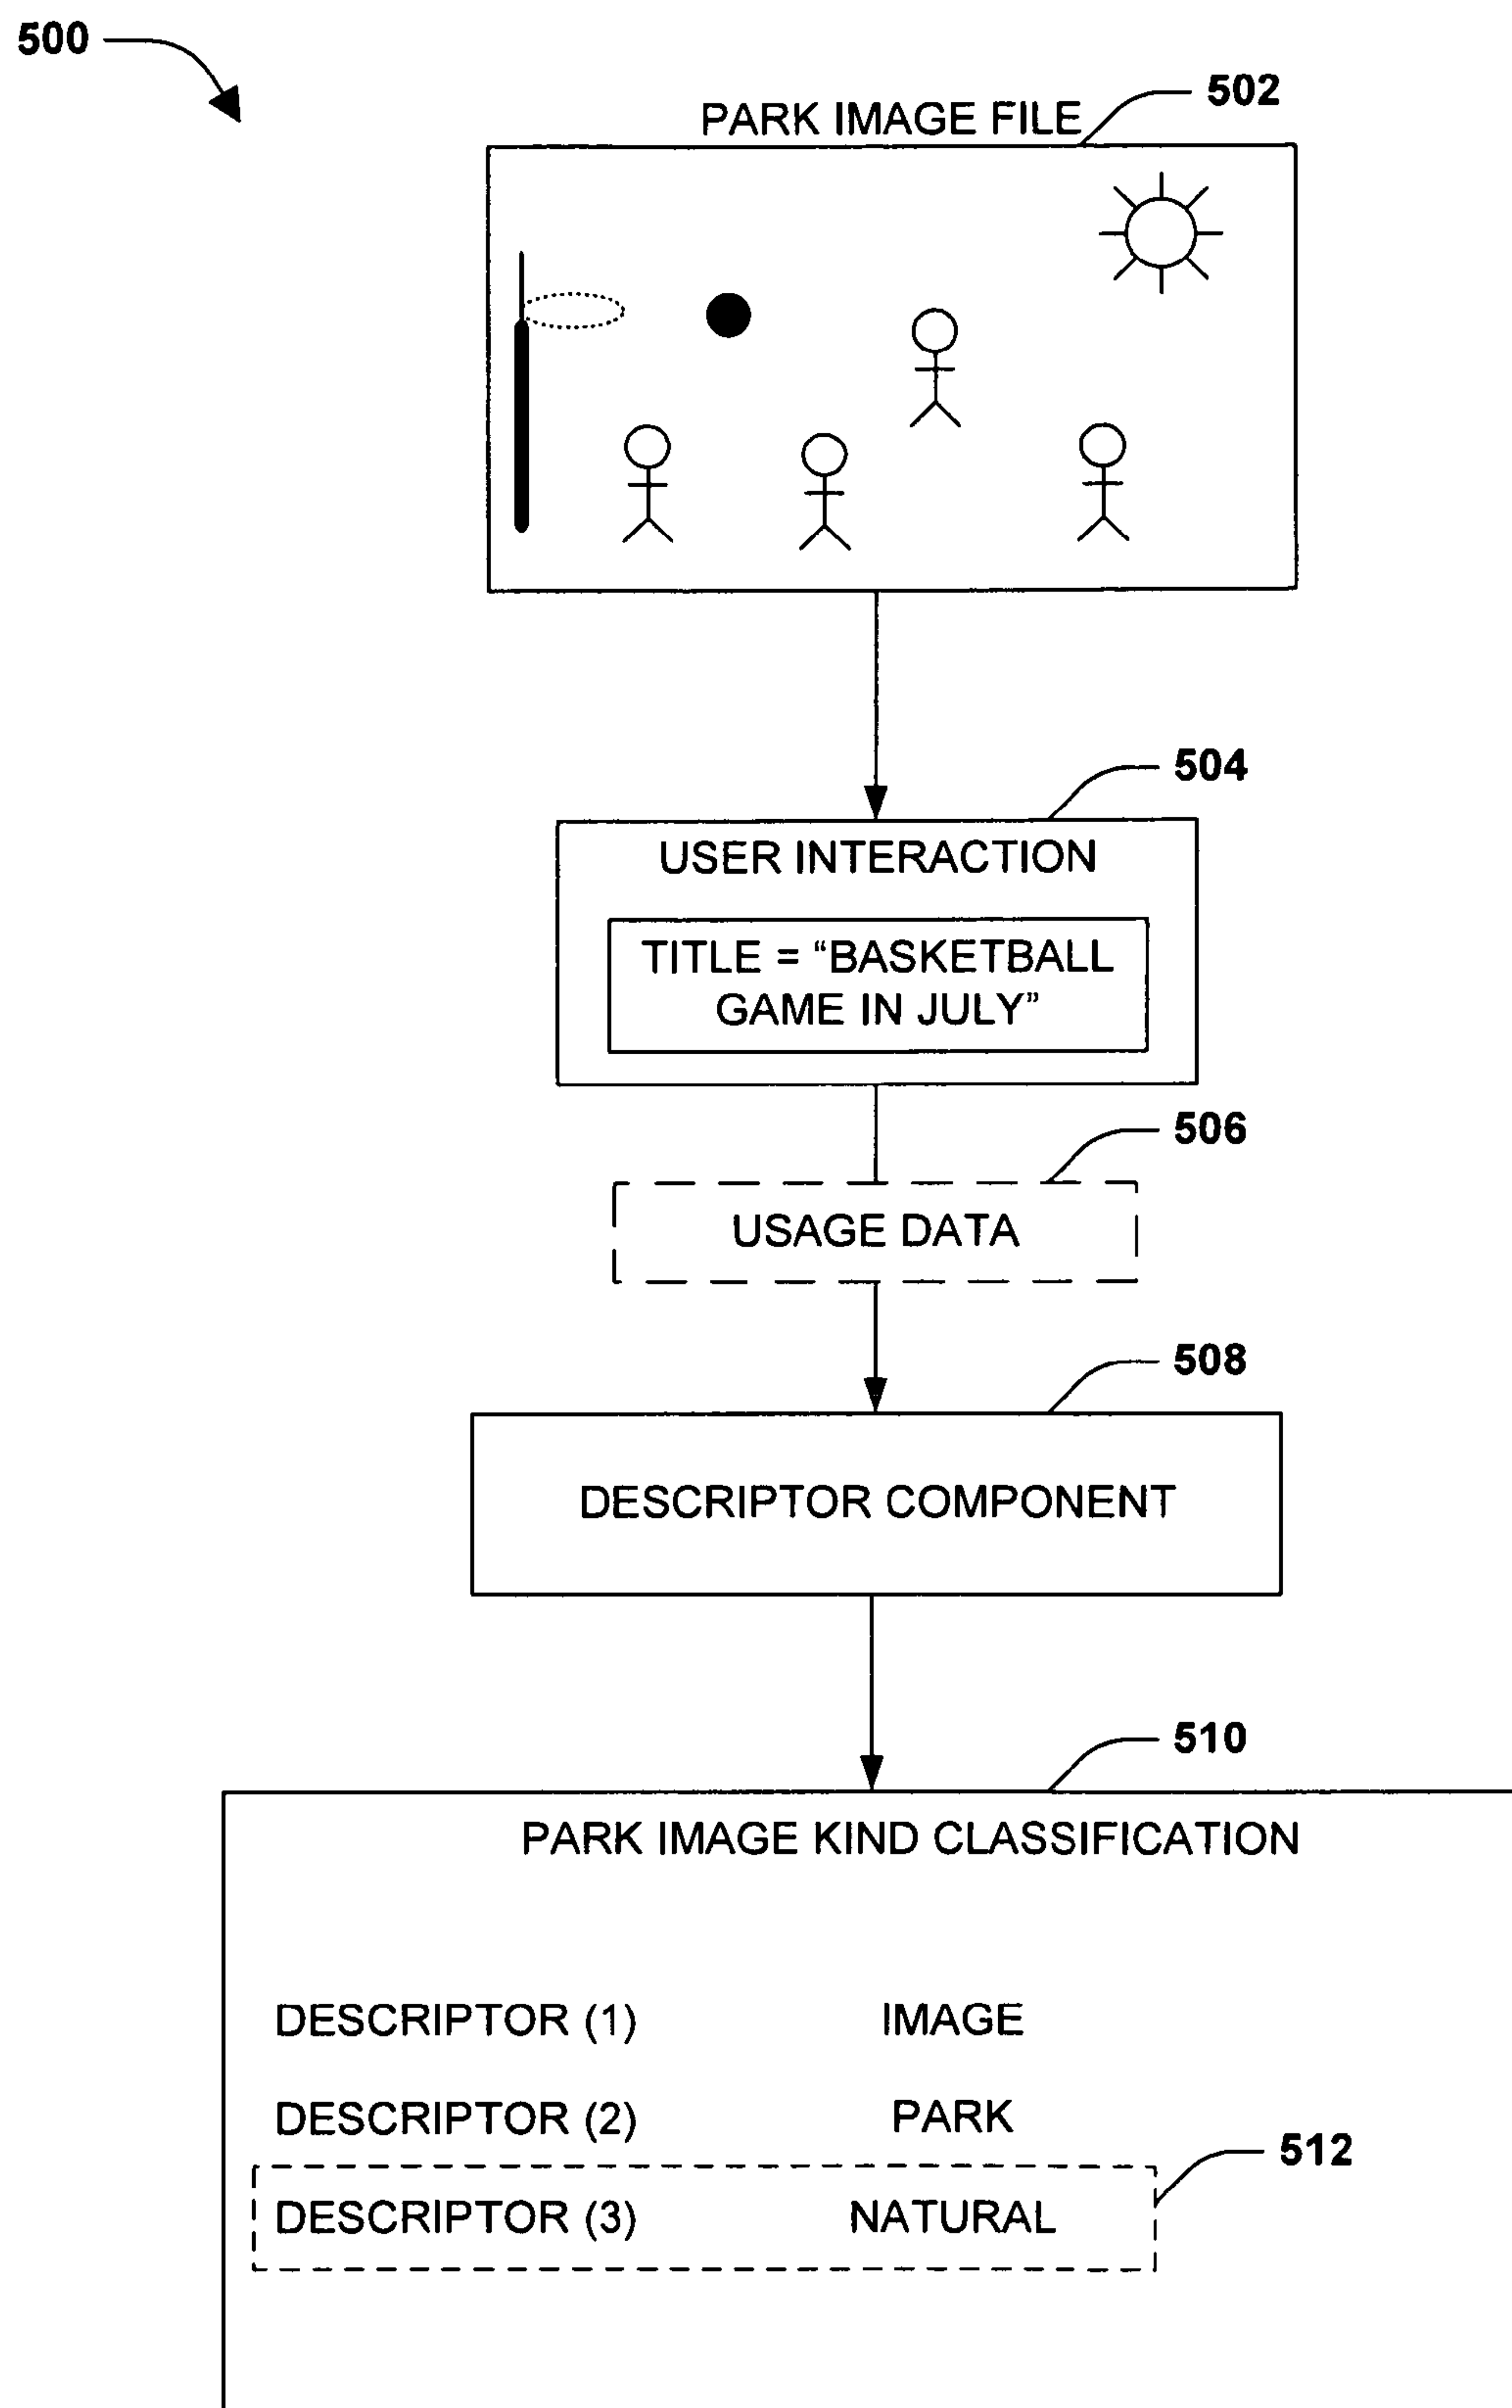 500
502
PARK IMAGE FILE
504
USER INTERACTION
TITLE = “BASKETBALL
GAME IN JULY”
506
USAGE DATA
508
DESCRIPTOR COMPONENT
510
PARK IMAGE KIND CLASSIFICATION
DESCRIPTOR (1) IMAGE
DESCRIPTOR (2) PARK
512
DESCRIPTOR (3) NATURAL